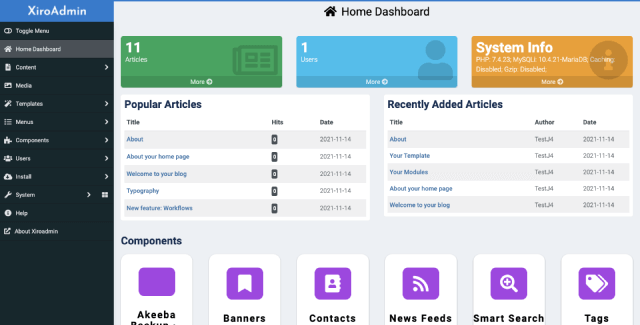 XiroAdmin
Toggle Menu
Home Dashboard
Content
Media
Templates
Menus
Components
Users
Install
System
Help
About Xiroadmin
Home Dashboard
11
Articles
More
1
Users
More
System Info
PHP: 7.4.23, MySQLi: 10.4.21-MariaDB, Caching: Disabled, Gzip: Disabled,
More
Popular Articles
Title Hits Date
About 0 2021-11-14
About your home page 0 2021-11-14
Welcome to your blog 0 2021-11-14
Typography 0 2021-11-14
New feature: Workflows 0 2021-11-14
Recently Added Articles
Title Author Date
About TestJ4 2021-11-14
Your Template TestJ4 2021-11-14
Your Modules TestJ4 2021-11-14
About your home page TestJ4 2021-11-14
Welcome to your blog TestJ4 2021-11-14
Components
Akeeba
Backup -
Banners
Contacts
News Feeds
Smart Search
Tags